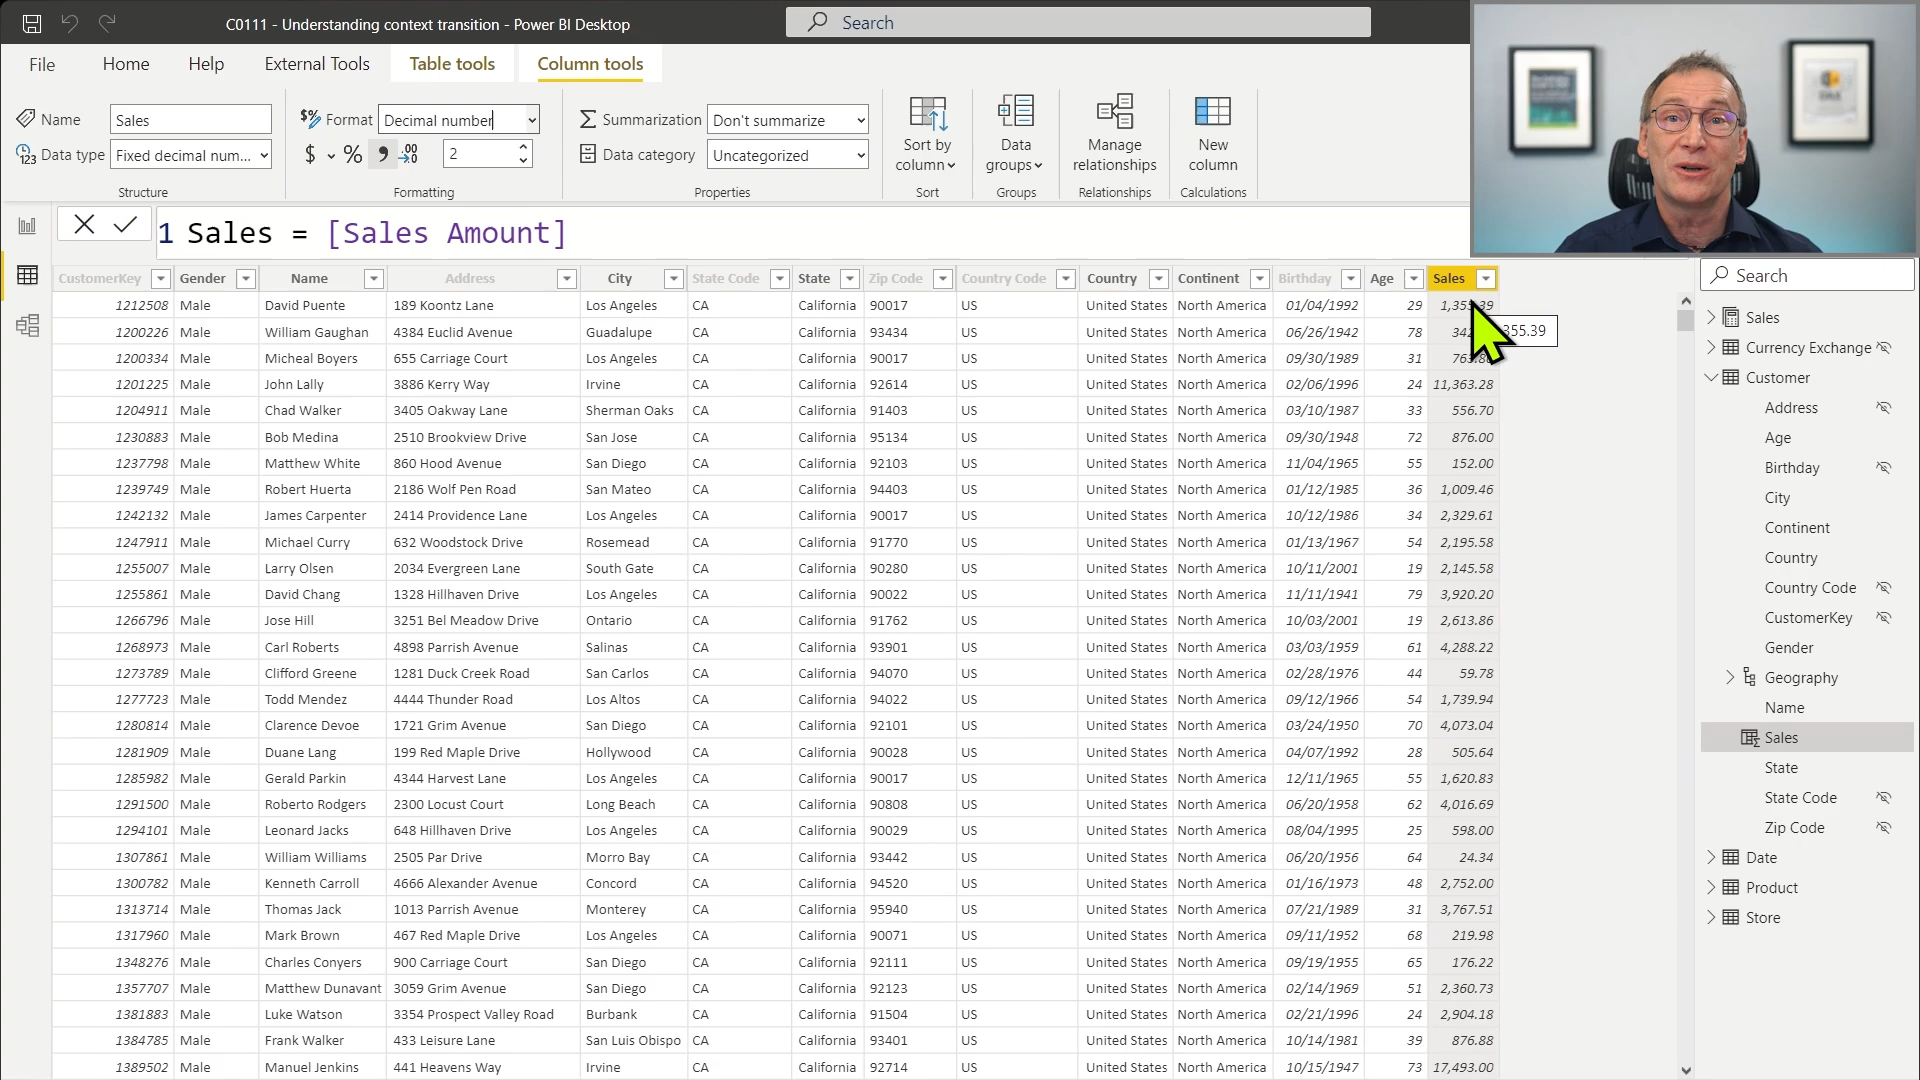 C0111 - Understanding context transition - Power BI Desktop
Search
File Home Help External Tools Table tools Column tools
Name Sales
Format Decimal number
Summarization Don't summarize
Data type Fixed decimal num...
$ % 9 .00 2
Data category Uncategorized
Sort by column
Data groups
Manage relationships
New column
Structure Formatting Properties Sort Groups Relationships Calculations
1 Sales = [Sales Amount]
CustomerKey Gender Name Address City State Code State Zip Code Country Code Country Continent Birthday Age Sales
1212508 Male David Puente 189 Koontz Lane Los Angeles CA California 90017 US United States North America 01/04/1992 29 1,355.39
1200226 Male William Gaughan 4384 Euclid Avenue Guadalupe CA California 93434 US United States North America 06/26/1942 78
1200334 Male Micheal Boyers 655 Carriage Court Los Angeles CA California 90017 US United States North America 09/30/1989 31
1201225 Male John Lally 3886 Kerry Way Irvine CA California 92614 US United States North America 02/06/1996 24 11,363.28
1204911 Male Chad Walker 3405 Oakway Lane Sherman Oaks CA California 91403 US United States North America 03/10/1987 33 556.70
1230883 Male Bob Medina 2510 Brookview Drive San Jose CA California 95134 US United States North America 09/30/1948 72 876.00
1237798 Male Matthew White 860 Hood Avenue San Diego CA California 92103 US United States North America 11/04/1965 55 152.00
1239749 Male Robert Huerta 2186 Wolf Pen Road San Mateo CA California 94403 US United States North America 01/12/1985 36 1,009.46
1242132 Male James Carpenter 2414 Providence Lane Los Angeles CA California 90017 US United States North America 10/12/1986 34 2,329.61
1247911 Male Michael Curry 632 Woodstock Drive Rosemead CA California 91770 US United States North America 01/13/1967 54 2,195.58
1255007 Male Larry Olsen 2034 Evergreen Lane South Gate CA California 90280 US United States North America 10/11/2001 19 2,145.58
1255861 Male David Chang 1328 Hillhaven Drive Los Angeles CA California 90022 US United States North America 11/11/1941 79 3,920.20
1266796 Male Jose Hill 3251 Bel Meadow Drive Ontario CA California 91762 US United States North America 10/03/2001 19 2,613.86
1268973 Male Carl Roberts 4898 Parrish Avenue Salinas CA California 93901 US United States North America 03/03/1959 61 4,288.22
1273789 Male Clifford Greene 1281 Duck Creek Road San Carlos CA California 94070 US United States North America 02/28/1976 44 59.78
1277723 Male Todd Mendez 4444 Thunder Road Los Altos CA California 94022 US United States North America 09/12/1966 54 1,739.94
1280814 Male Clarence Devoe 1721 Grim Avenue San Diego CA California 92101 US United States North America 03/24/1950 70 4,073.04
1281909 Male Duane Lang 199 Red Maple Drive Hollywood CA California 90028 US United States North America 04/07/1992 28 505.64
1285982 Male Gerald Parkin 4344 Harvest Lane Los Angeles CA California 90017 US United States North America 12/11/1965 55 1,620.83
1291500 Male Roberto Rodgers 2300 Locust Court Long Beach CA California 90808 US United States North America 06/20/1958 62 4,016.69
1294101 Male Leonard Jacks 648 Hillhaven Drive Los Angeles CA California 90029 US United States North America 08/04/1995 25 598.00
1307861 Male William Williams 2505 Par Drive Morro Bay CA California 93442 US United States North America 06/20/1956 64 24.34
1300782 Male Kenneth Carroll 4666 Alexander Avenue Concord CA California 94520 US United States North America 01/16/1973 48 2,752.00
1313714 Male Thomas Jack 1013 Parrish Avenue Monterey CA California 95940 US United States North America 07/21/1989 31 3,767.51
1317960 Male Mark Brown 467 Red Maple Drive Los Angeles CA California 90071 US United States North America 09/11/1952 68 219.98
1348276 Male Charles Conyers 900 Carriage Court San Diego CA California 92111 US United States North America 09/19/1955 65 176.22
1357707 Male Matthew Dunavant 3059 Grim Avenue San Diego CA California 92123 US United States North America 02/14/1969 51 2,360.73
1381883 Male Luke Watson 3354 Prospect Valley Road Burbank CA California 91504 US United States North America 02/21/1996 24 2,904.18
1384785 Male Frank Walker 433 Leisure Lane San Luis Obispo CA California 93401 US United States North America 10/14/1981 39 876.88
1389502 Male Manuel Jenkins 441 Heavens Way Irvine CA California 92714 US United States North America 10/15/1947 73 17,493.00
Search
Sales
Currency Exchange
Customer
Address
Age
Birthday
City
Continent
Country
Country Code
CustomerKey
Gender
Geography
Name
Sales
State
State Code
Zip Code
Date
Product
Store